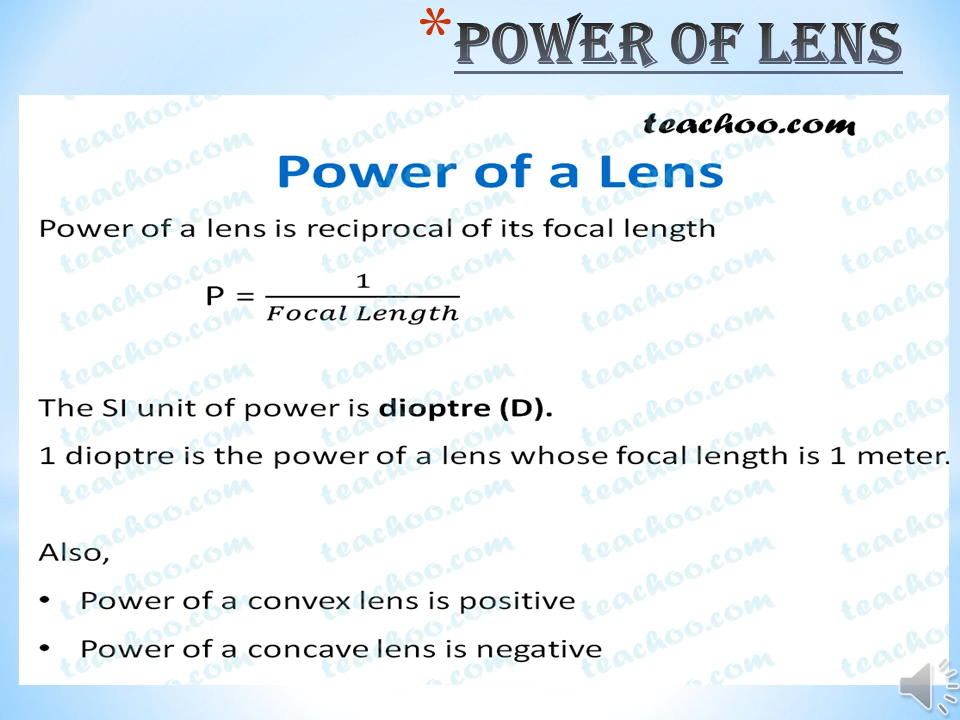 *POWER OF LENS
teachoo.com
Power of a Lens
Power of a lens is reciprocal of its focal length
P = 1 / Focal Length
The SI unit of power is dioptre (D).
1 dioptre is the power of a lens whose focal length is 1 meter.
Also,
• Power of a convex lens is positive
• Power of a concave lens is negative